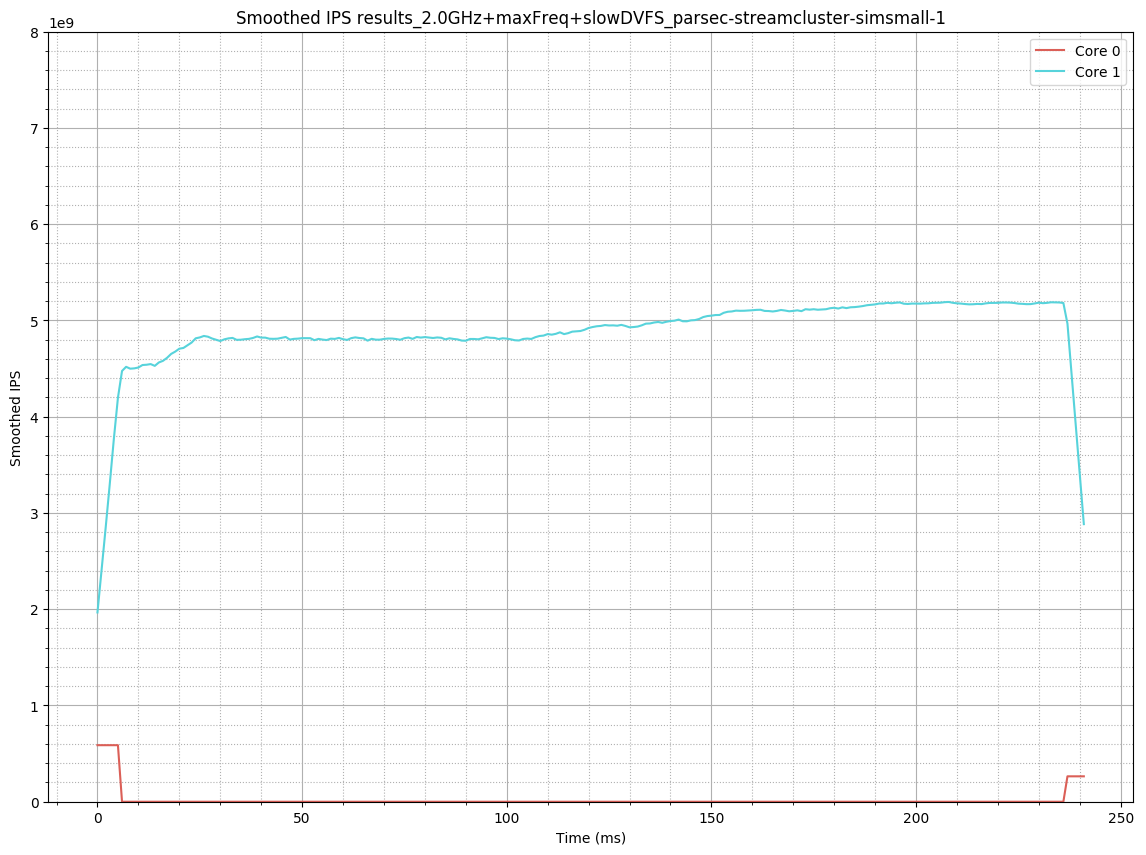 Smoothed IPS results_2.0GHz+maxFreq+slowDVFS_parsec-streamcluster-simsmall-1
1e9
8
7
6
5
4
3
2
1
0
Smoothed IPS
Core 0
Core 1
0 50 100 150 200 250
Time (ms)